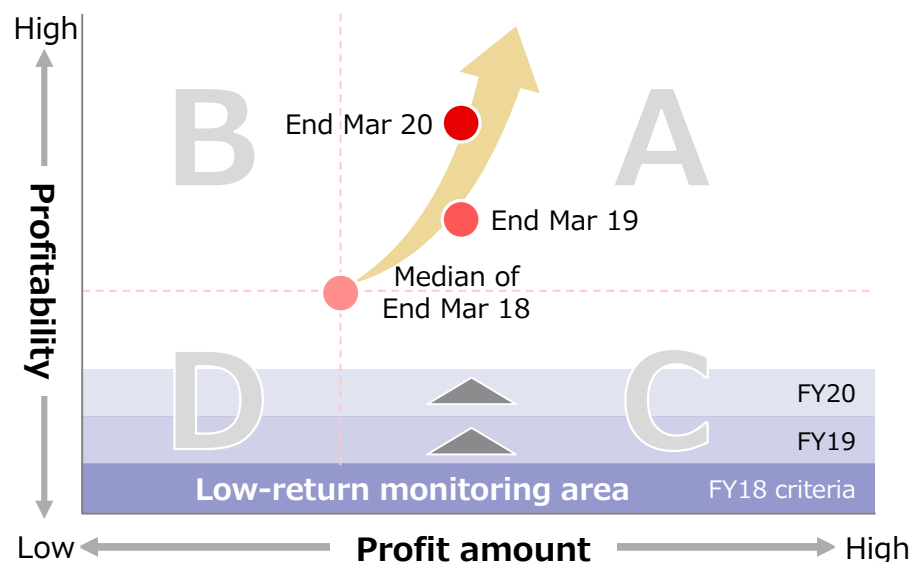 High
B
A
End Mar 20
End Mar 19
Profitability
Median of
End Mar 18
D
C
FY20
FY19
Low-return monitoring area
FY18 criteria
Low
Profit amount
High